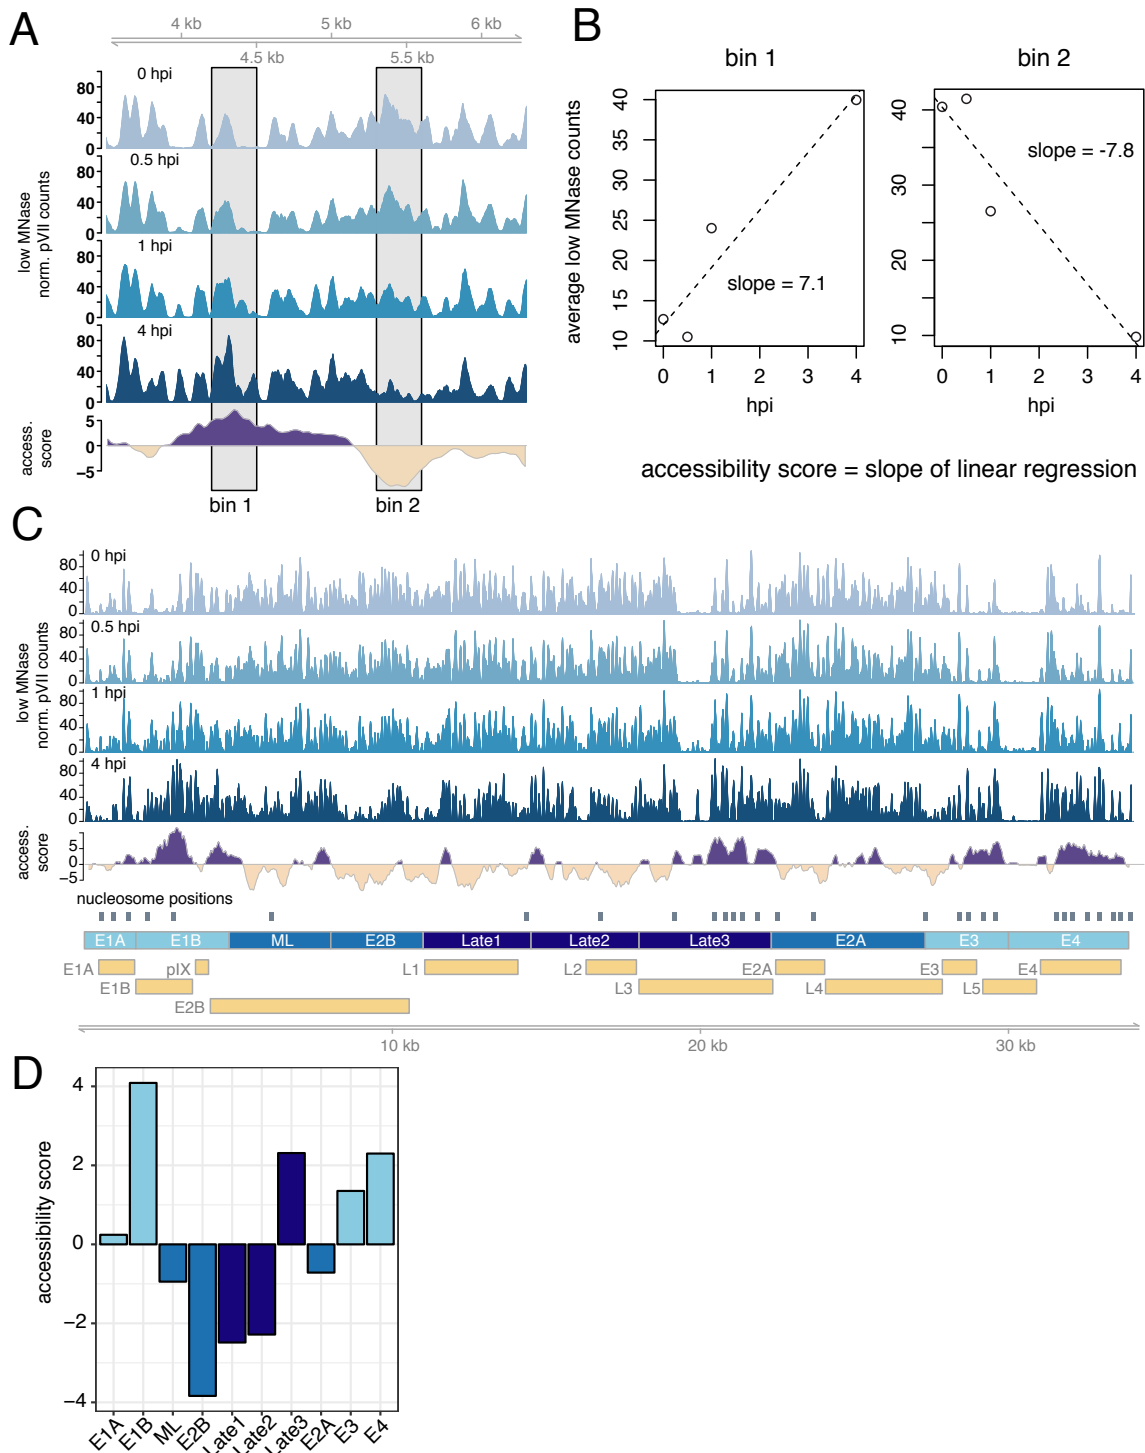 A
4 kb
5 kb
6 kb
4.5 kb
5.5 kb
low MNase
norm. pVII counts
0 hpi
80
40
0
0.5 hpi
80
40
0
1 hpi
80
40
0
4 hpi
80
40
0
access.
score
5
0
−5
bin 1
bin 2
B
bin 1
bin 2
average low MNase counts
40
35
30
25
20
15
10
slope = 7.1
0 1 2 3 4
hpi
40
30
20
10
slope = -7.8
0 1 2 3 4
hpi
accessibility score = slope of linear regression
C
low MNase
norm. pVII counts
0 hpi
80
40
0
0.5 hpi
80
40
0
1 hpi
80
40
0
4 hpi
80
40
0
access.
score
5
0
−5
nucleosome positions
E1A E1B ML E2B Late1 Late2 Late3 E2A E3 E4
E1A pIX L1 L2 E2A E3 E4
E1B L3 L4 L5
E2B
10 kb 20 kb 30 kb
D
accessibility score
4
2
0
−2
−4
E1A E1B ML E2B Late1 Late2 Late3 E2A E3 E4